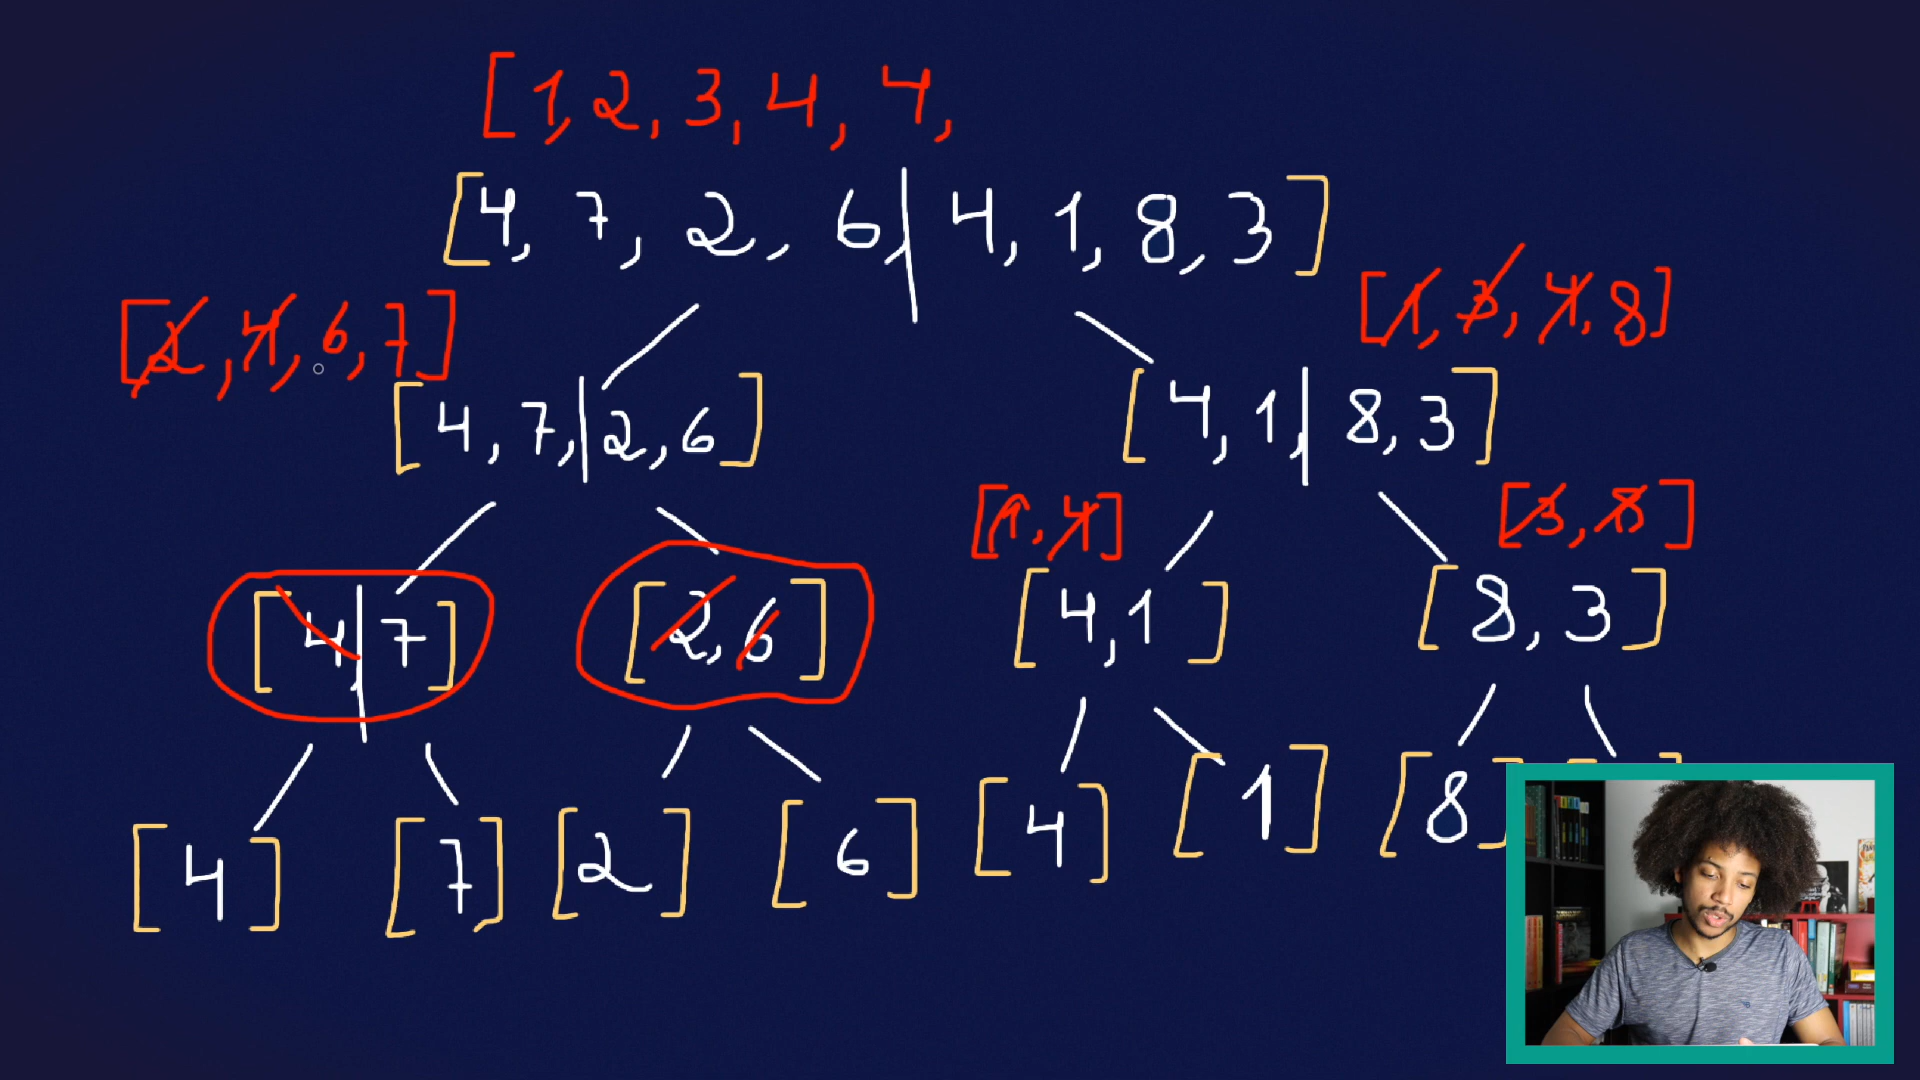 [1, 2, 3, 4, 4,
[4, 7, 2, 6, | 4, 1, 8, 3]
[2, 4, 6, 7]
[1, 3, 4, 8]
[4, 7, | 2, 6]
[4, 1, | 8, 3]
[1, 4]
[3, 8]
[4, | 7]
[2, 6]
[4, 1]
[8, 3]
[4]
[7]
[2]
[6]
[4]
[1]
[8]